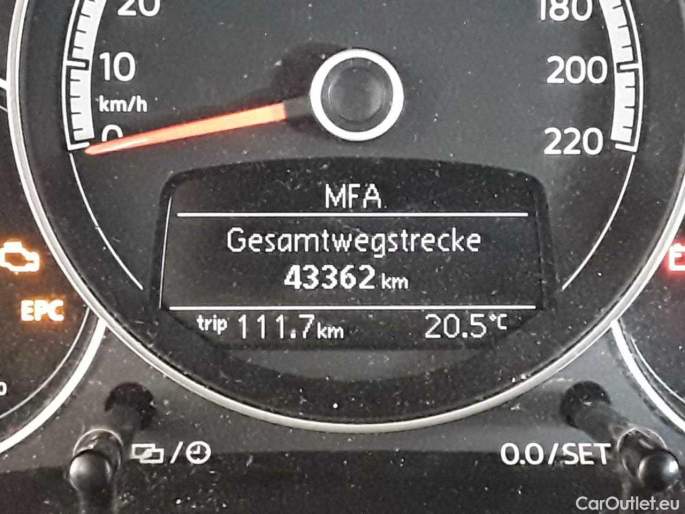 20
10
km/h
0
180
200
220
MFA
Gesamtwegstrecke
43362 km
trip 111.7 km 20.5°C
EPC
0.0/SET
CarOutlet.eu